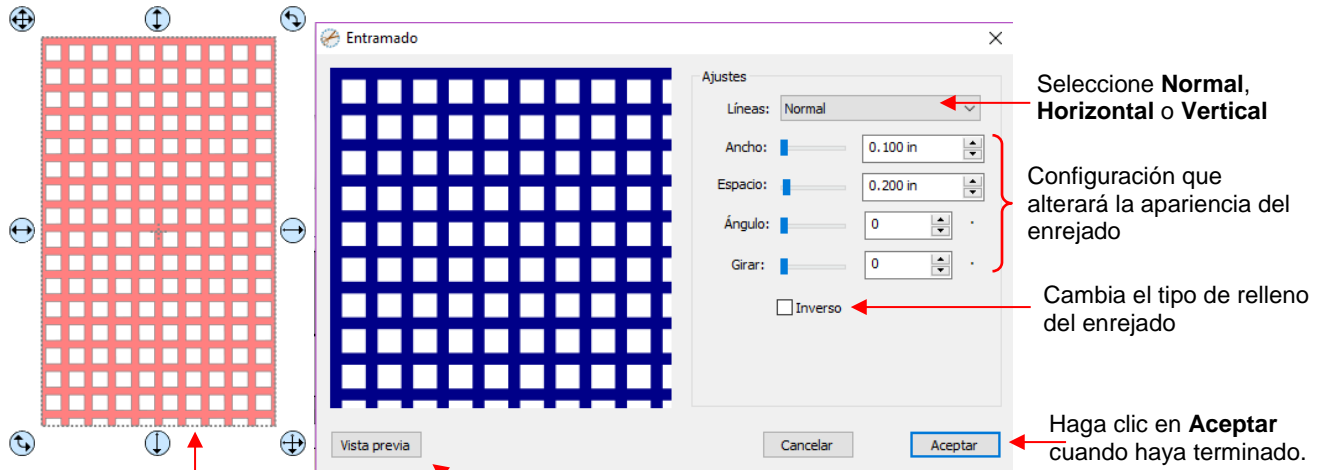 Entramado
Ajustes
Líneas: Normal
Ancho: 0.100 in
Espacio: 0.200 in
Ángulo: 0 °
Girar: 0 °
Inverso
Vista previa
Cancelar
Aceptar
Seleccione Normal,
Horizontal o Vertical
Configuración que
alterará la apariencia del
enrejado
Cambia el tipo de relleno
del enrejado
Haga clic en Aceptar
cuando haya terminado.